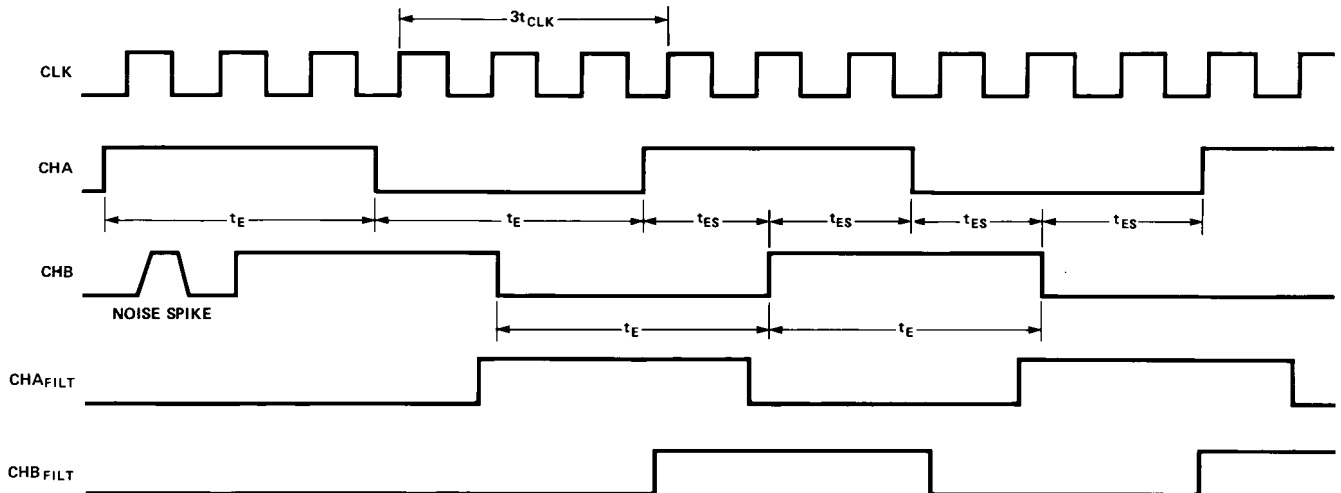 3tCLK
CLK
CHA
tE tE tES tES tES tES
CHB
NOISE SPIKE
tE tE
CHAFILT
CHBFILT